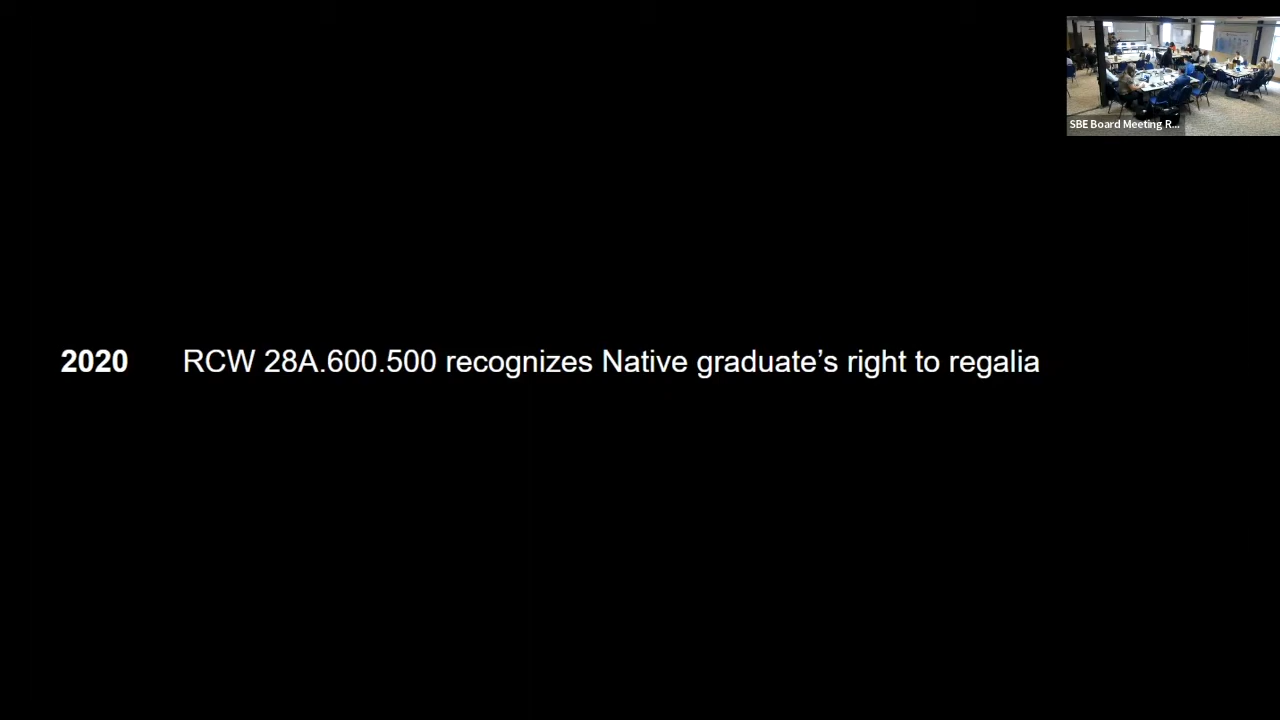 SBE Board Meeting R...
2020 RCW 28A.600.500 recognizes Native graduate’s right to regalia